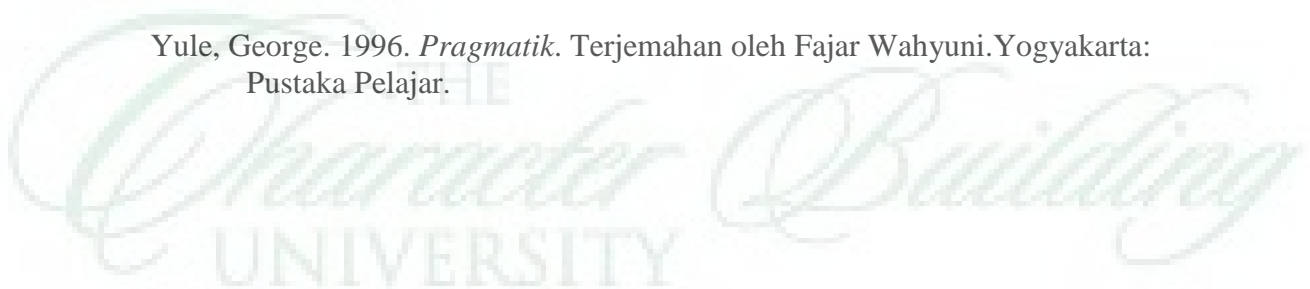 Yule, George. 1996. Pragmatik. Terjemahan oleh Fajar Wahyuni.Yogyakarta:
Pustaka Pelajar.
THE
Character Building
UNIVERSITY